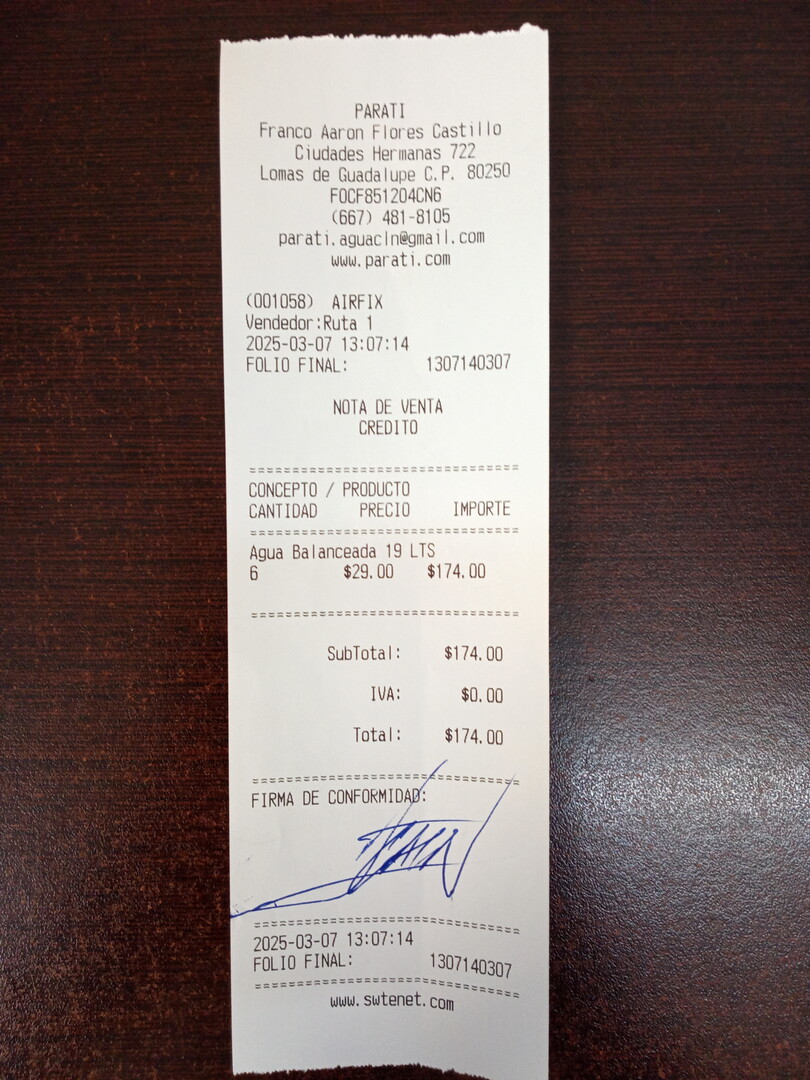 PARATI
Franco Aaron Flores Castillo
Ciudades Hermanas 722
Lomas de Guadalupe C.P. 80250
FOCF851204CN6
(667) 481-8105
parati.aguacln@gmail.com
www.parati.com
(001058) AIRFIX
Vendedor:Ruta 1
2025-03-07 13:07:14
FOLIO FINAL: 1307140307
NOTA DE VENTA
CREDITO
==============================
CONCEPTO / PRODUCTO
CANTIDAD PRECIO IMPORTE
==============================
Agua Balanceada 19 LTS
6 $29.00 $174.00
==============================
SubTotal: $174.00
IVA: $0.00
Total: $174.00
==============================
FIRMA DE CONFORMIDAD:
==============================
2025-03-07 13:07:14
FOLIO FINAL: 1307140307
==============================
www.swtenet.com